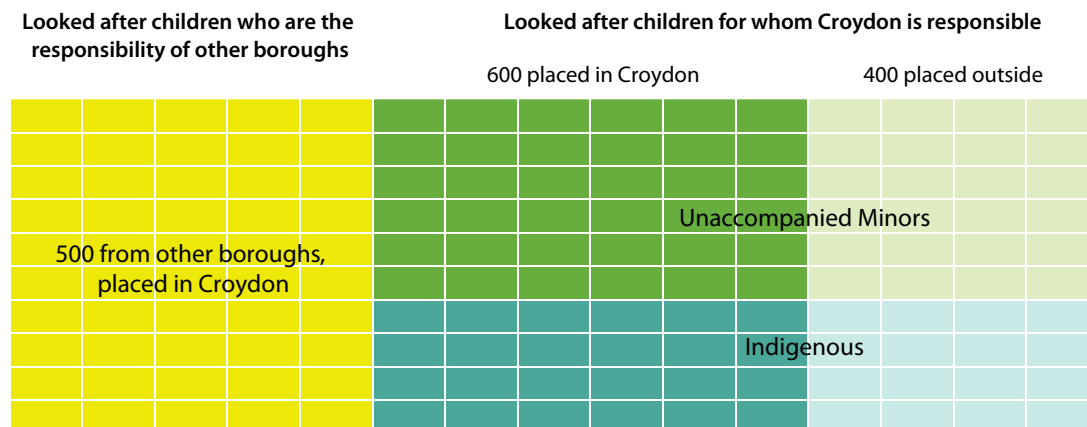 Looked after children who are the
responsibility of other boroughs
Looked after children for whom Croydon is responsible
600 placed in Croydon
400 placed outside
Unaccompanied Minors
500 from other boroughs,
placed in Croydon
Indigenous